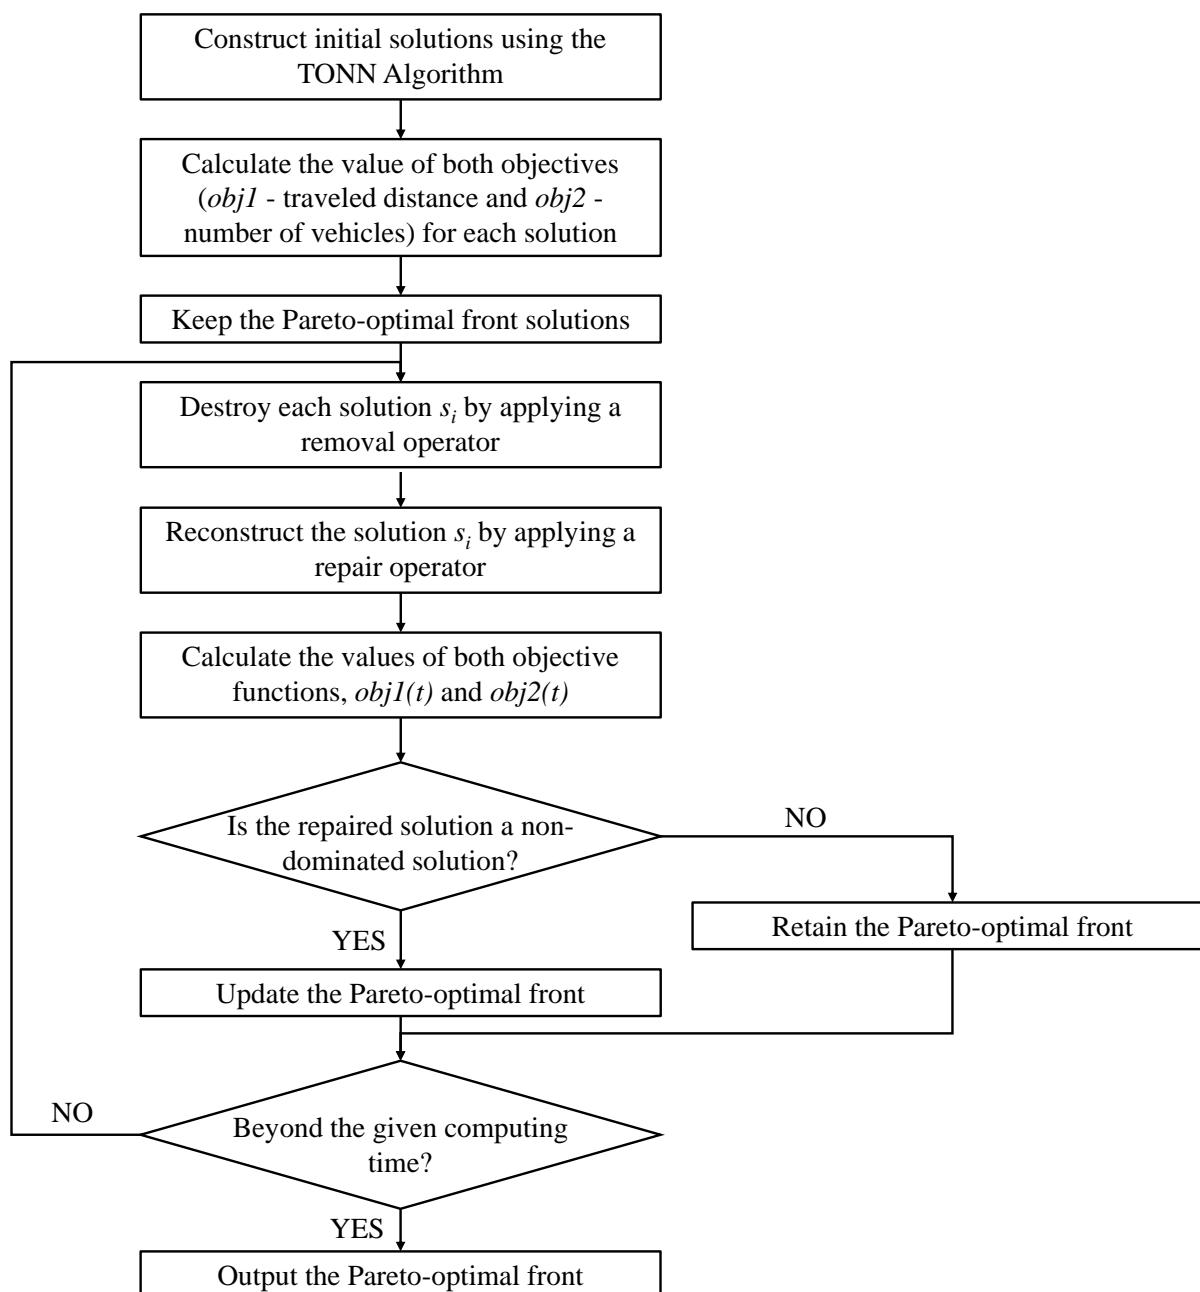 Construct initial solutions using the
TONN Algorithm
Calculate the value of both objectives
(obj1 - traveled distance and obj2 -
number of vehicles) for each solution
Keep the Pareto-optimal front solutions
Destroy each solution si by applying a
removal operator
Reconstruct the solution si by applying a
repair operator
Calculate the values of both objective
functions, obj1(t) and obj2(t)
Is the repaired solution a non-
dominated solution?
NO
Retain the Pareto-optimal front
YES
Update the Pareto-optimal front
NO
Beyond the given computing
time?
YES
Output the Pareto-optimal front